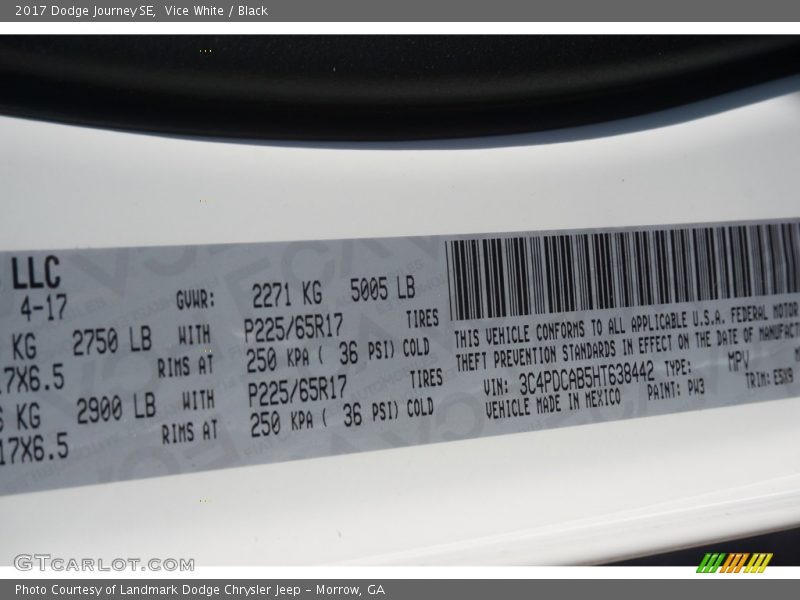 2017 Dodge Journey SE, Vice White / Black
LLC
4-17
GVWR: 2271 KG 5005 LB
KG 2750 LB WITH P225/65R17 TIRES
17X6.5 RIMS AT 250 KPA ( 36 PSI) COLD
KG 2900 LB WITH P225/65R17 TIRES
17X6.5 RIMS AT 250 KPA ( 36 PSI) COLD
THIS VEHICLE CONFORMS TO ALL APPLICABLE U.S.A. FEDERAL MOTOR
THEFT PREVENTION STANDARDS IN EFFECT ON THE DATE OF MANUFACT
VIN: 3C4PDCAB5HT638442 TYPE: MPV
VEHICLE MADE IN MEXICO PAINT: PW3 TRIM: E5X9
GTCARLOT.COM
Photo Courtesy of Landmark Dodge Chrysler Jeep - Morrow, GA